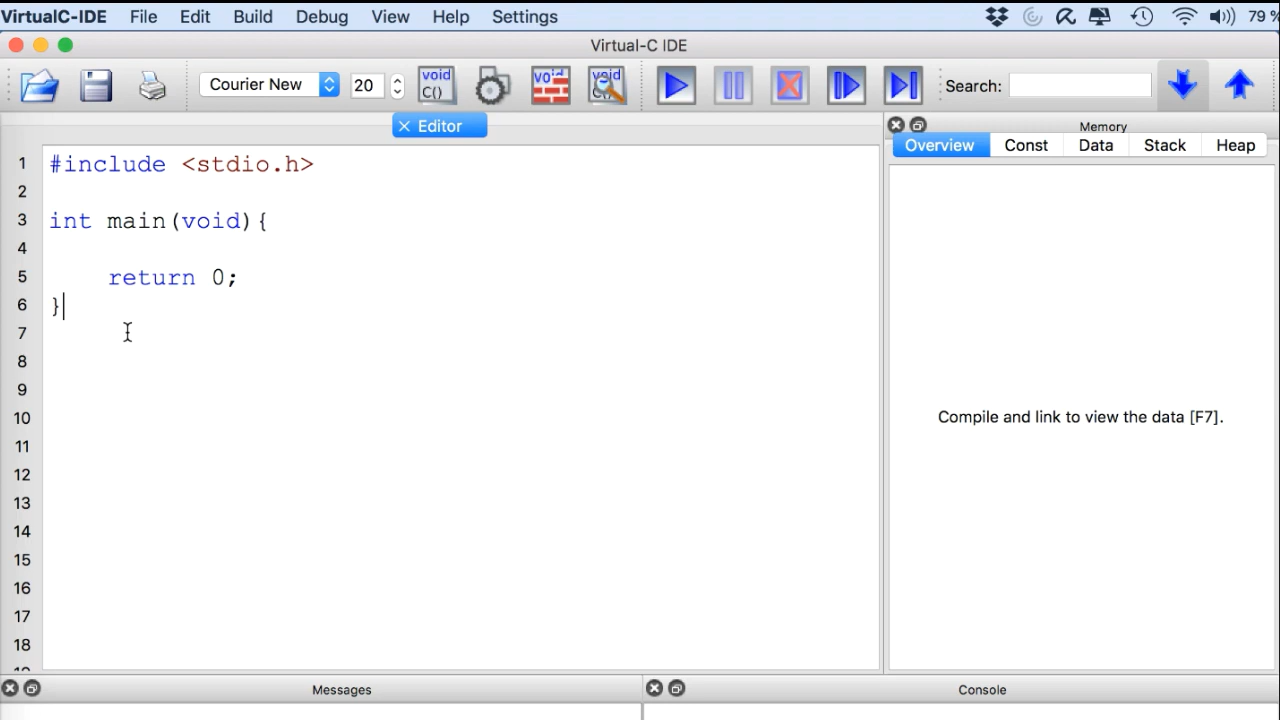 VirtualC-IDE File Edit Build Debug View Help Settings 79 %
Virtual-C IDE
Courier New 20 void C() void void C() Search:
Editor
Memory
Overview Const Data Stack Heap
1 #include <stdio.h>
2
3 int main(void){
4
5 return 0;
6 }
7
8
9
10
11
12
13
14
15
16
17
18
Compile and link to view the data [F7].
Messages Console